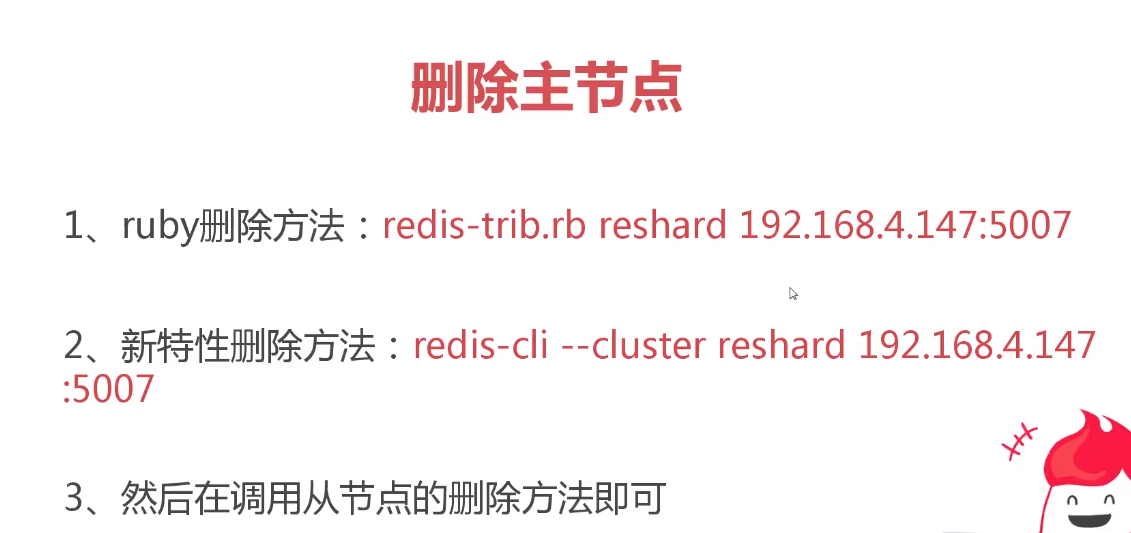 删除主节点
1、ruby删除方法：redis-trib.rb reshard 192.168.4.147:5007
2、新特性删除方法：redis-cli --cluster reshard 192.168.4.147
:5007
3、然后在调用从节点的删除方法即可